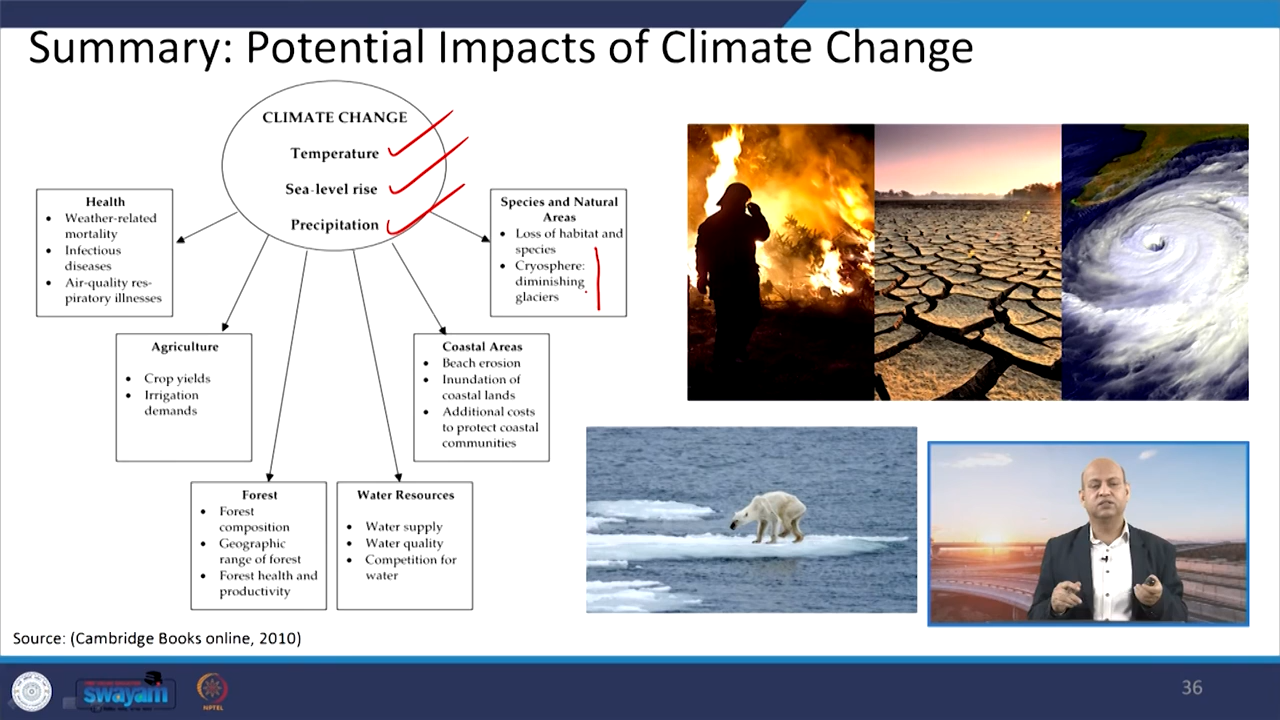 Summary: Potential Impacts of Climate Change
CLIMATE CHANGE
Temperature
Sea-level rise
Precipitation
Health
• Weather-related
mortality
• Infectious
diseases
• Air-quality res-
piratory illnesses
Species and Natural
Areas
• Loss of habitat and
species
• Cryosphere:
diminishing
glaciers
Agriculture
• Crop yields
• Irrigation
demands
Coastal Areas
• Beach erosion
• Inundation of
coastal lands
• Additional costs
to protect coastal
communities
Forest
• Forest
composition
• Geographic
range of forest
• Forest health and
productivity
Water Resources
• Water supply
• Water quality
• Competition for
water
Source: (Cambridge Books online, 2010)
swayam
NPTEL
36